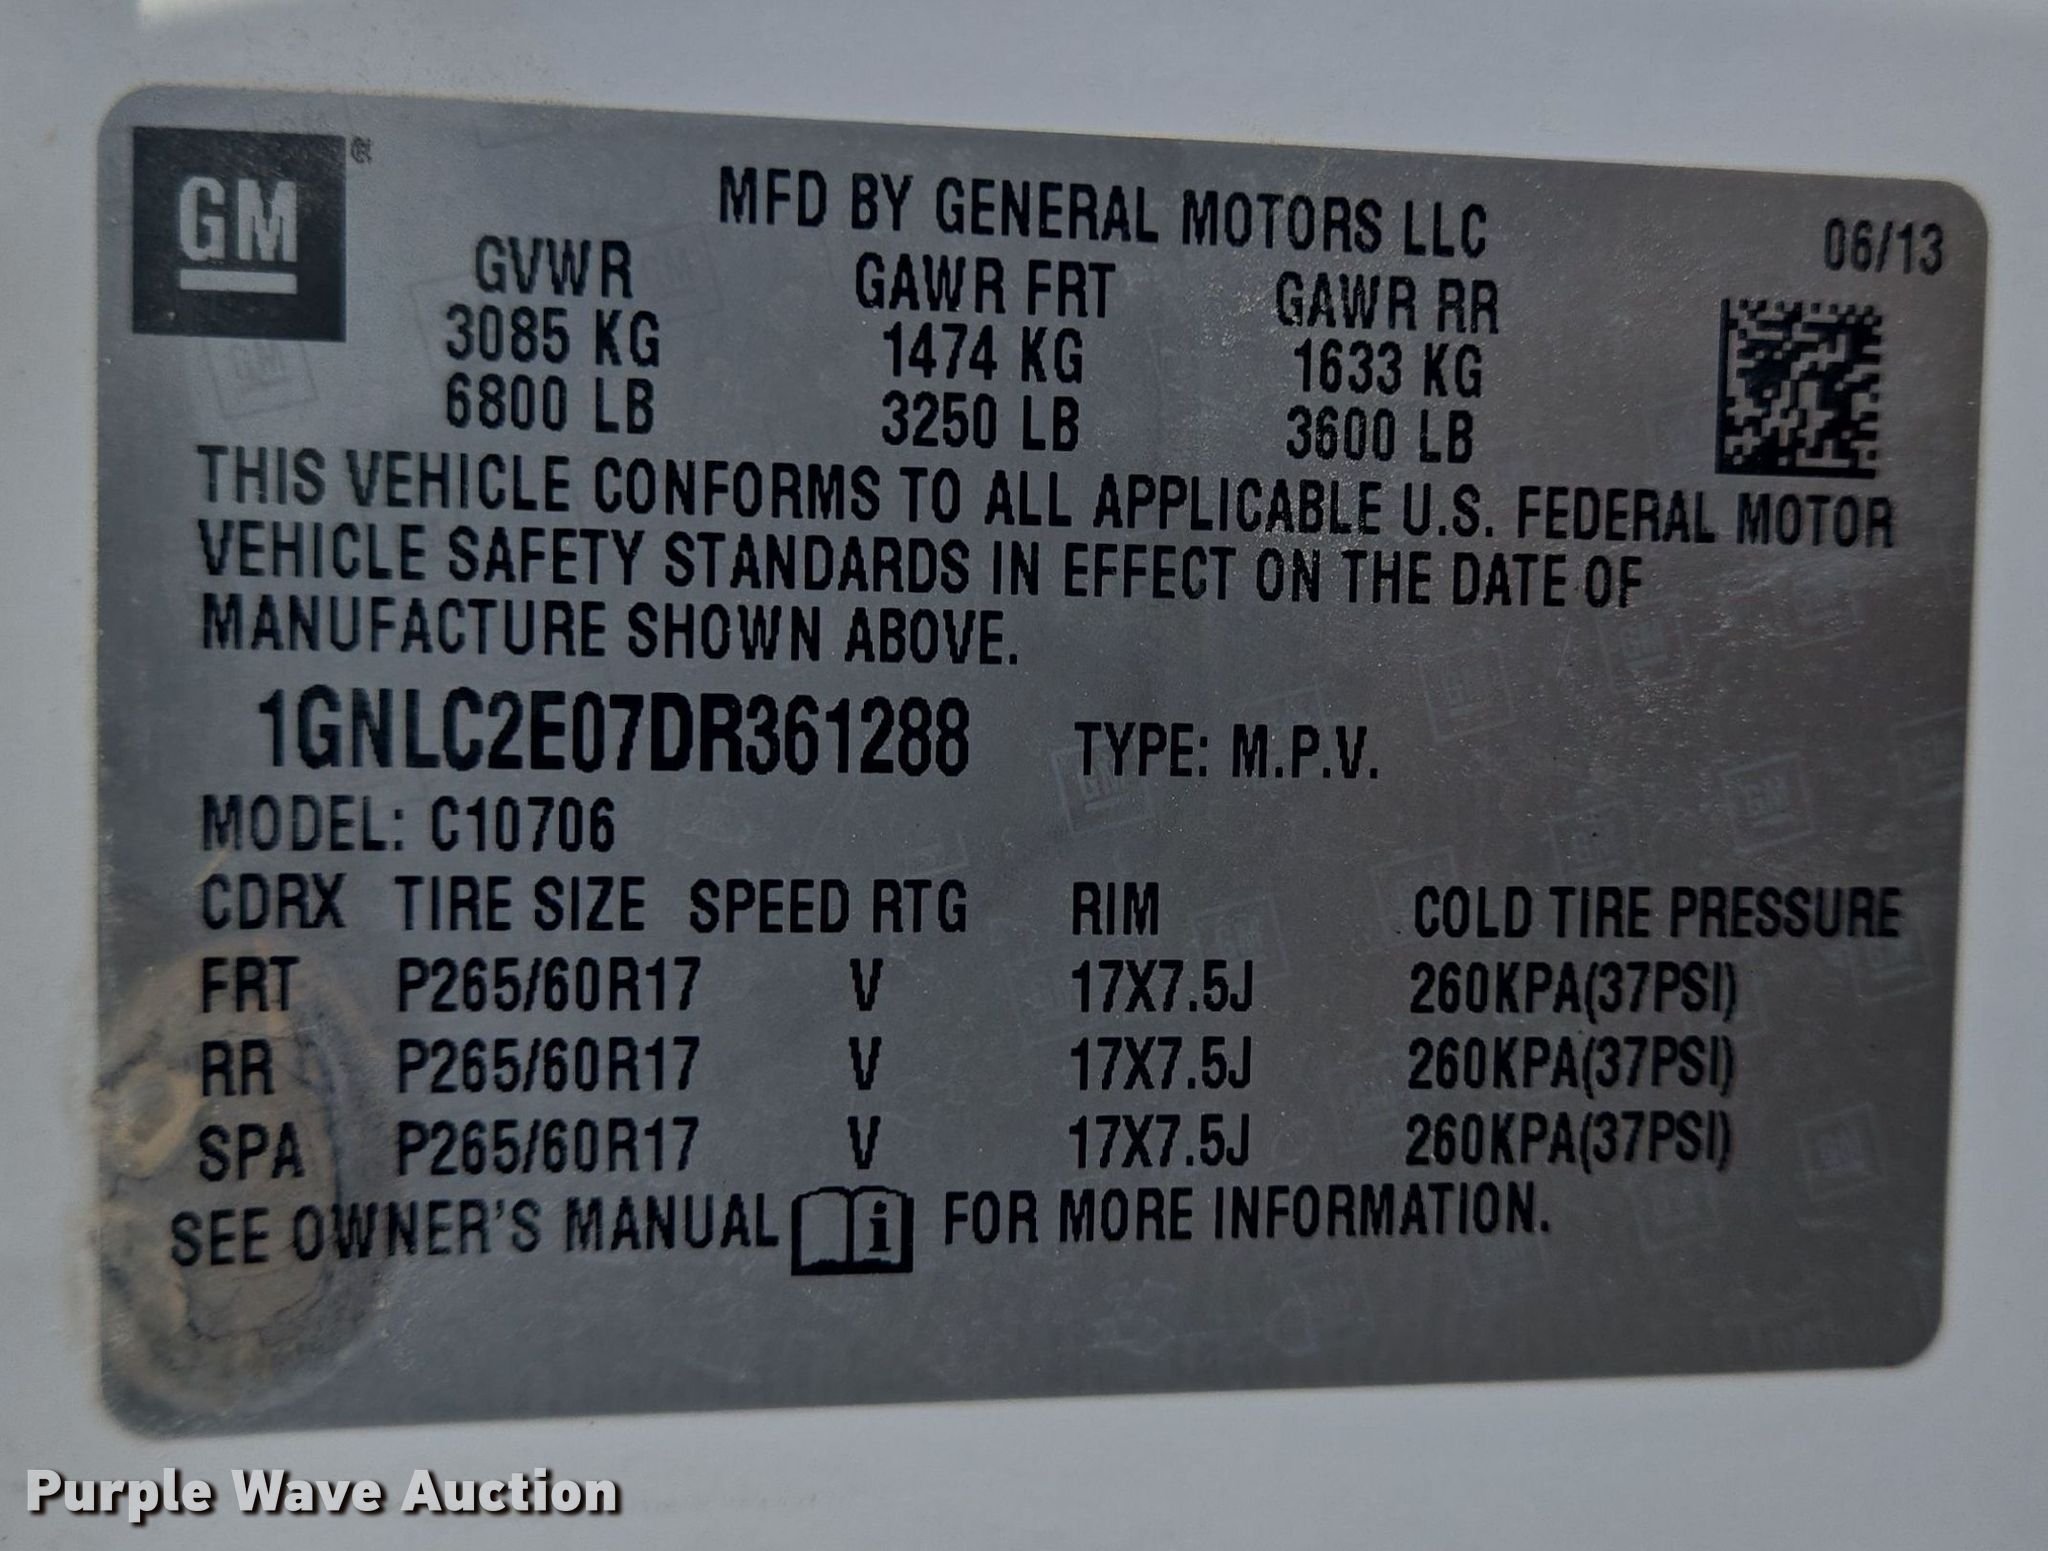 GM®
MFD BY GENERAL MOTORS LLC
06/13
GVWR GAWR FRT GAWR RR
3085 KG 1474 KG 1633 KG
6800 LB 3250 LB 3600 LB
THIS VEHICLE CONFORMS TO ALL APPLICABLE U.S. FEDERAL MOTOR
VEHICLE SAFETY STANDARDS IN EFFECT ON THE DATE OF
MANUFACTURE SHOWN ABOVE.
1GNLC2E07DR361288 TYPE: M.P.V.
MODEL: C10706
CDRX TIRE SIZE SPEED RTG RIM COLD TIRE PRESSURE
FRT P265/60R17 V 17X7.5J 260KPA(37PSI)
RR P265/60R17 V 17X7.5J 260KPA(37PSI)
SPA P265/60R17 V 17X7.5J 260KPA(37PSI)
SEE OWNER'S MANUAL i FOR MORE INFORMATION.
Purple Wave Auction